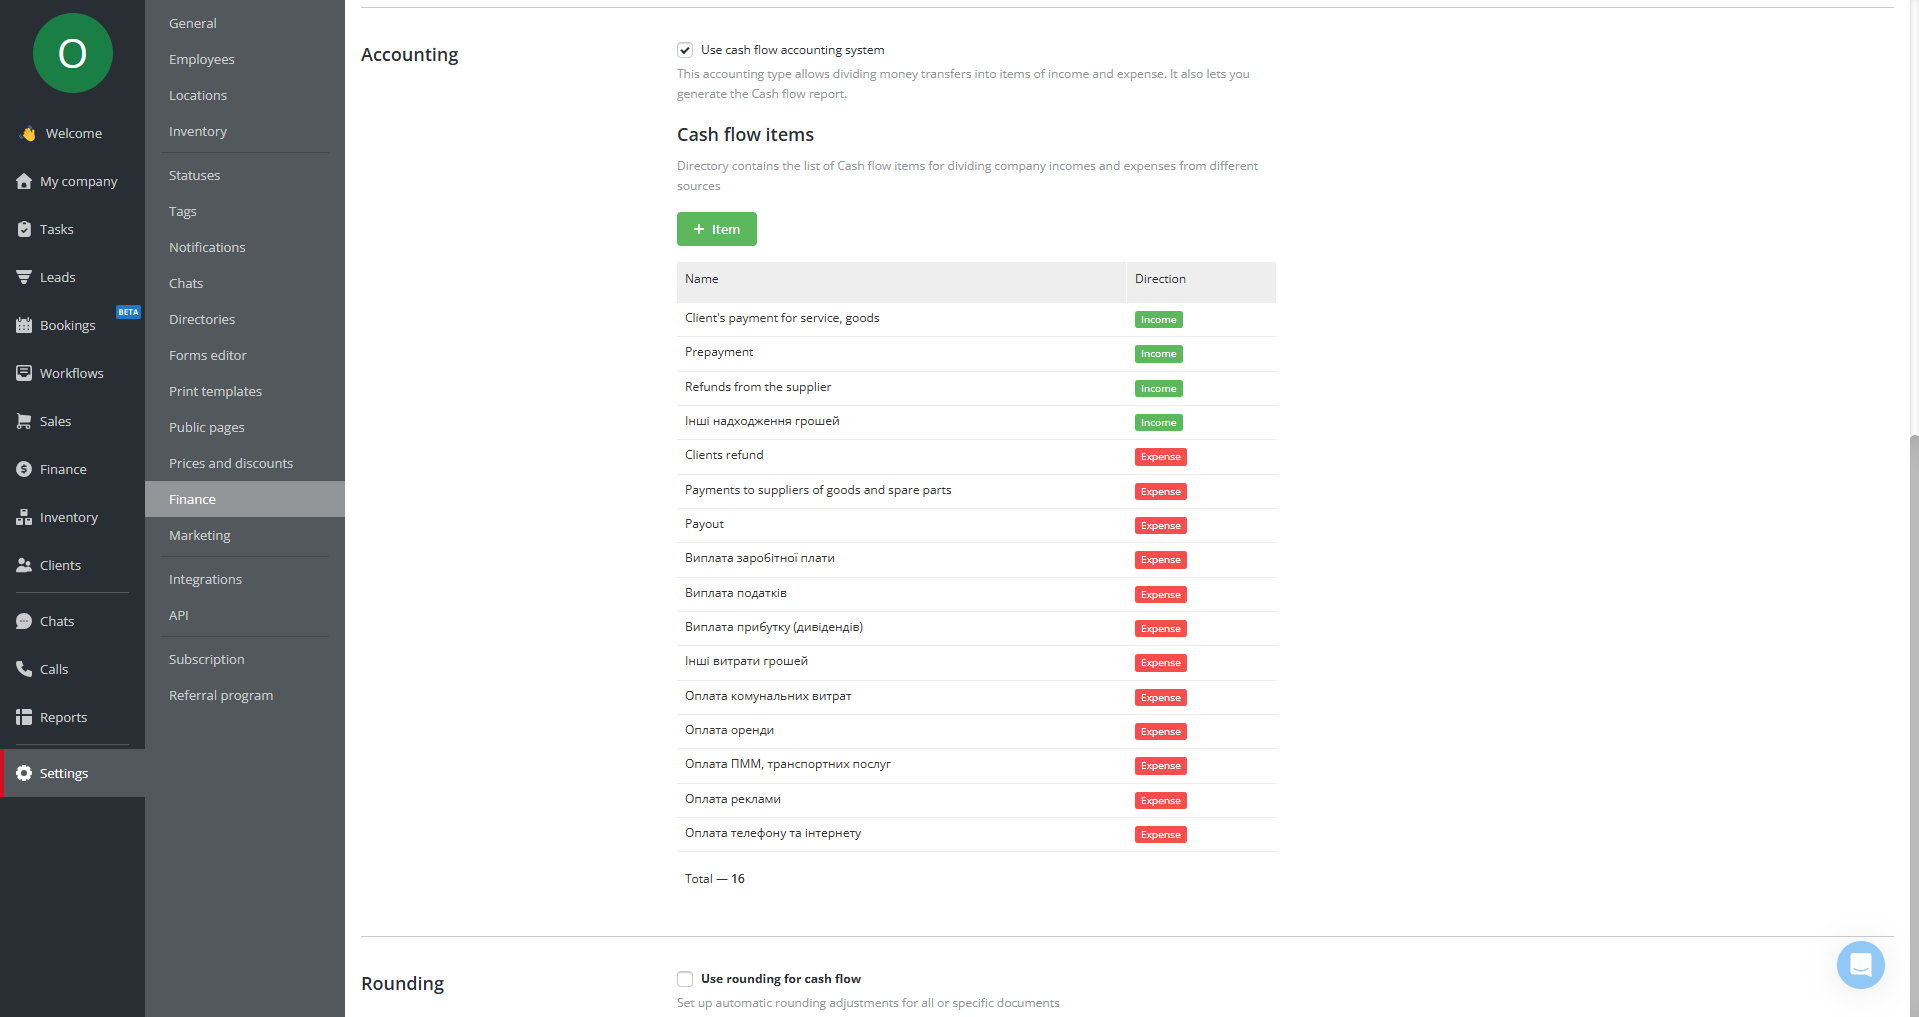 O
Welcome
My company
Tasks
Leads
BETA
Bookings
Workflows
Sales
Finance
Inventory
Clients
Chats
Calls
Reports
Settings
General
Employees
Locations
Inventory
Statuses
Tags
Notifications
Chats
Directories
Forms editor
Print templates
Public pages
Prices and discounts
Finance
Marketing
Integrations
API
Subscription
Referral program
Accounting
Use cash flow accounting system
This accounting type allows dividing money transfers into items of income and expense. It also lets you
generate the Cash flow report.
Cash flow items
Directory contains the list of Cash flow items for dividing company incomes and expenses from different
sources
+ Item
Name Direction
Client's payment for service, goods Income
Prepayment Income
Refunds from the supplier Income
Інші надходження грошей Income
Clients refund Expense
Payments to suppliers of goods and spare parts Expense
Payout Expense
Виплата заробітної плати Expense
Виплата податків Expense
Виплата прибутку (дивідендів) Expense
Інші витрати грошей Expense
Оплата комунальних витрат Expense
Оплата оренди Expense
Оплата ПММ, транспортних послуг Expense
Оплата реклами Expense
Оплата телефону та інтернету Expense
Total — 16
Rounding
Use rounding for cash flow
Set up automatic rounding adjustments for all or specific documents